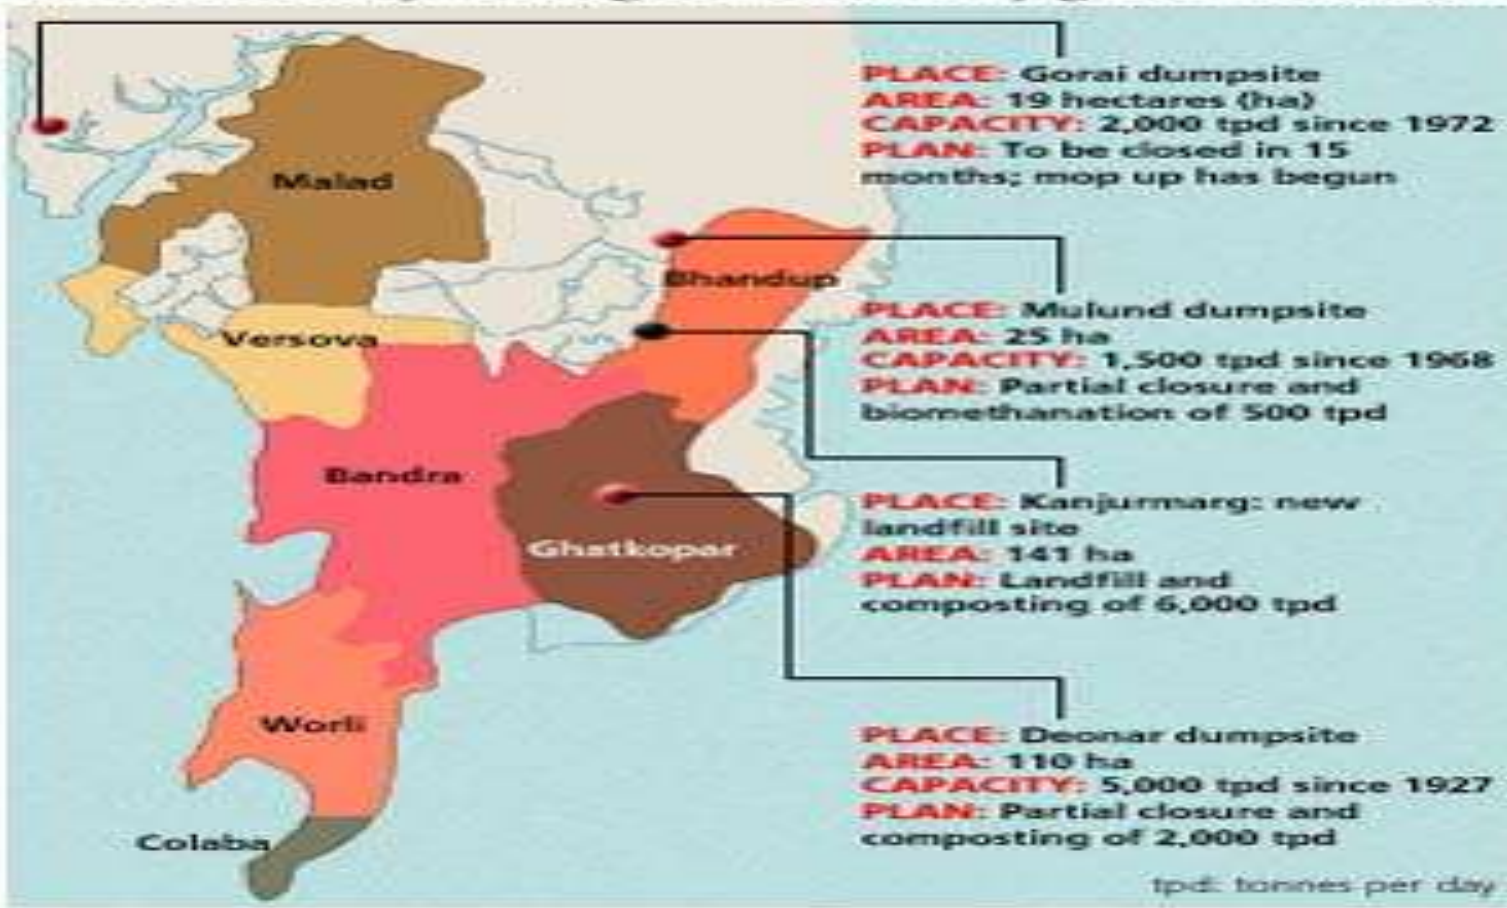 PLACE: Gorai dumpsite
AREA: 19 hectares (ha)
CAPACITY: 2,000 tpd since 1972
PLAN: To be closed in 15
months; mop up has begun
Malad
Bhandup
PLACE: Mulund dumpsite
AREA: 25 ha
CAPACITY: 1,500 tpd since 1968
PLAN: Partial closure and
biomethanation of 500 tpd
Versova
Bandra
PLACE: Kanjurmarg: new
landfill site
AREA: 141 ha
PLAN: Landfill and
composting of 6,000 tpd
Ghatkopar
Worli
PLACE: Deonar dumpsite
AREA: 110 ha
CAPACITY: 5,000 tpd since 1927
PLAN: Partial closure and
composting of 2,000 tpd
Colaba
tpd: tonnes per day